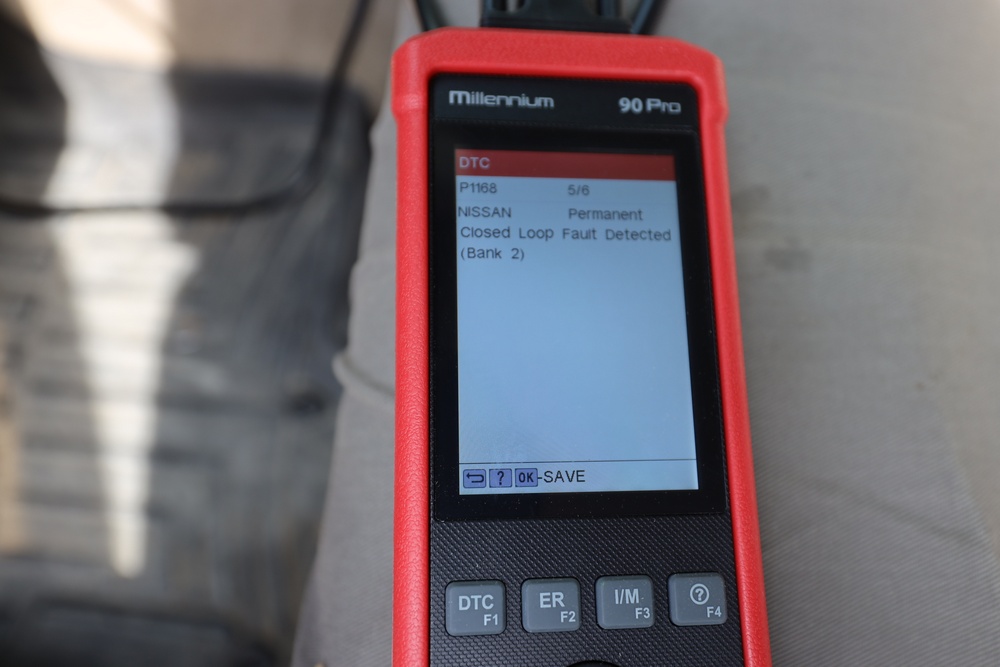 Millennium 90 Pro
DTC
P1168 5/6
NISSAN Permanent
Closed Loop Fault Detected
(Bank 2)
? OK-SAVE
DTC F1 ER F2 I/M F3 ? F4